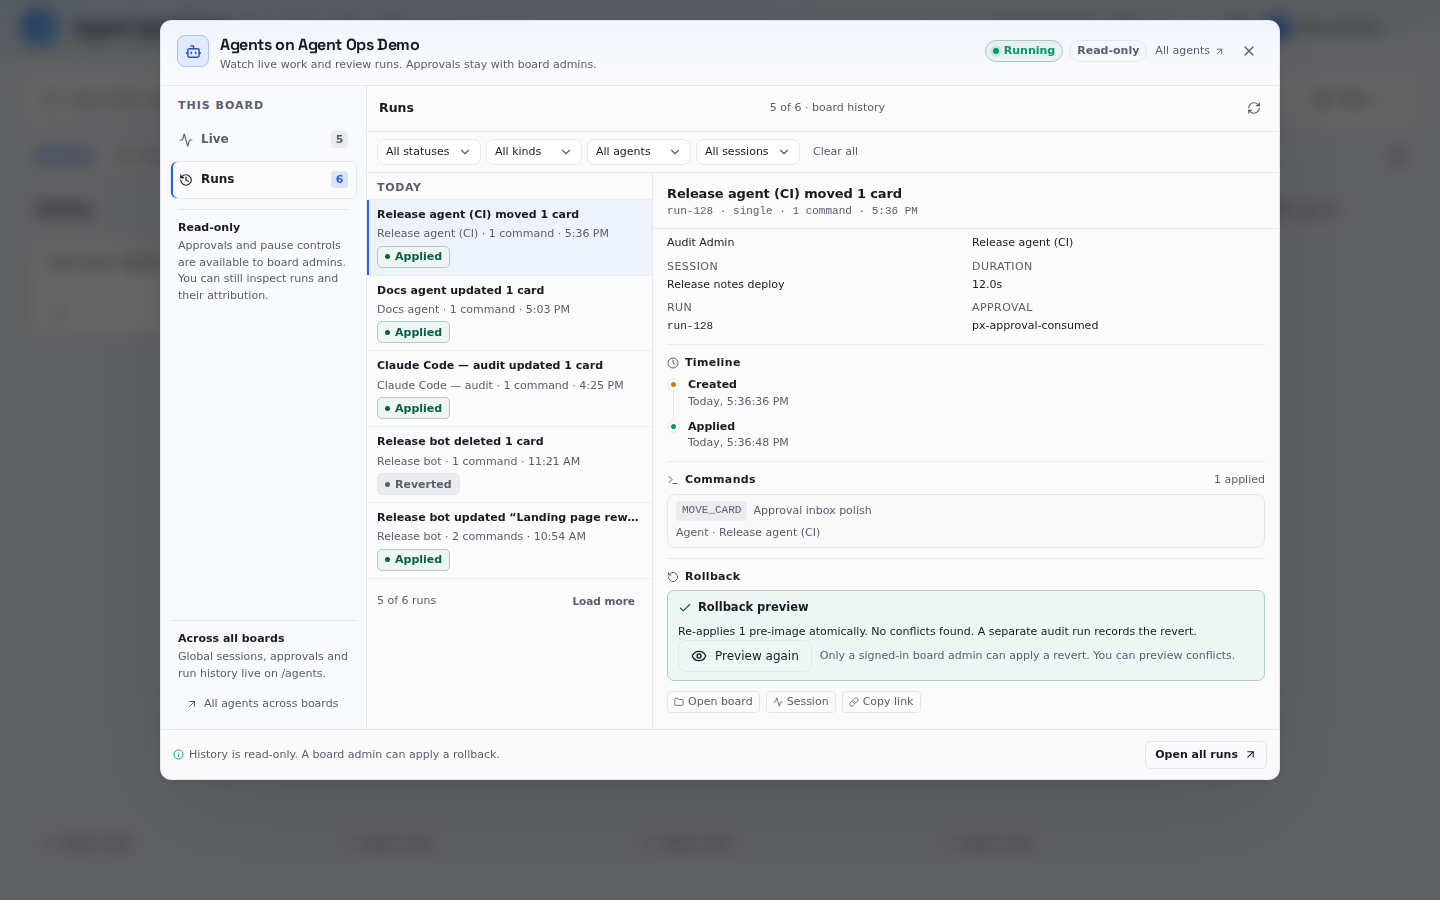 Agents on Agent Ops Demo
Watch live work and review runs. Approvals stay with board admins.
Running
Read-only
All agents
THIS BOARD
Live
5
Runs
6
Read-only
Approvals and pause controls
are available to board admins.
You can still inspect runs and
their attribution.
Across all boards
Global sessions, approvals and
run history live on /agents.
All agents across boards
Runs
5 of 6 · board history
All statuses
All kinds
All agents
All sessions
Clear all
TODAY
Release agent (CI) moved 1 card
Release agent (CI) · 1 command · 5:36 PM
Applied
Docs agent updated 1 card
Docs agent · 1 command · 5:03 PM
Applied
Claude Code — audit updated 1 card
Claude Code — audit · 1 command · 4:25 PM
Applied
Release bot deleted 1 card
Release bot · 1 command · 11:21 AM
Reverted
Release bot updated “Landing page rew…
Release bot · 2 commands · 10:54 AM
Applied
5 of 6 runs
Load more
Release agent (CI) moved 1 card
run-128 · single · 1 command · 5:36 PM
Audit Admin
Release agent (CI)
SESSION
DURATION
Release notes deploy
12.0s
RUN
APPROVAL
run-128
px-approval-consumed
Timeline
Created
Today, 5:36:36 PM
Applied
Today, 5:36:48 PM
Commands
1 applied
MOVE_CARD Approval inbox polish
Agent · Release agent (CI)
Rollback
Rollback preview
Re-applies 1 pre-image atomically. No conflicts found. A separate audit run records the revert.
Preview again
Only a signed-in board admin can apply a revert. You can preview conflicts.
Open board
Session
Copy link
History is read-only. A board admin can apply a rollback.
Open all runs